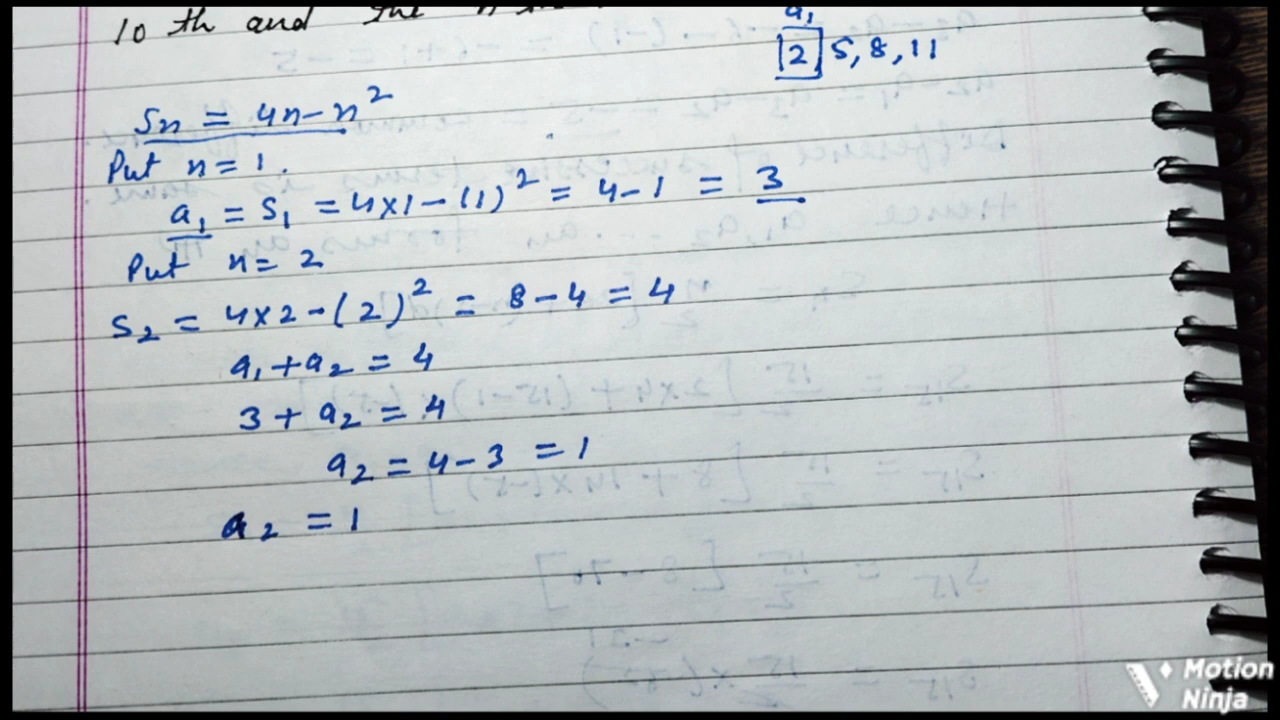 10 th and the n
a1
2, 5, 8, 11
Sn = 4n - n²
Put n = 1.
a1 = S1 = 4×1 - (1)² = 4 - 1 = 3
Put n = 2
S2 = 4×2 - (2)² = 8 - 4 = 4
a1 + a2 = 4
3 + a2 = 4
a2 = 4 - 3 = 1
a2 = 1
Motion
Ninja